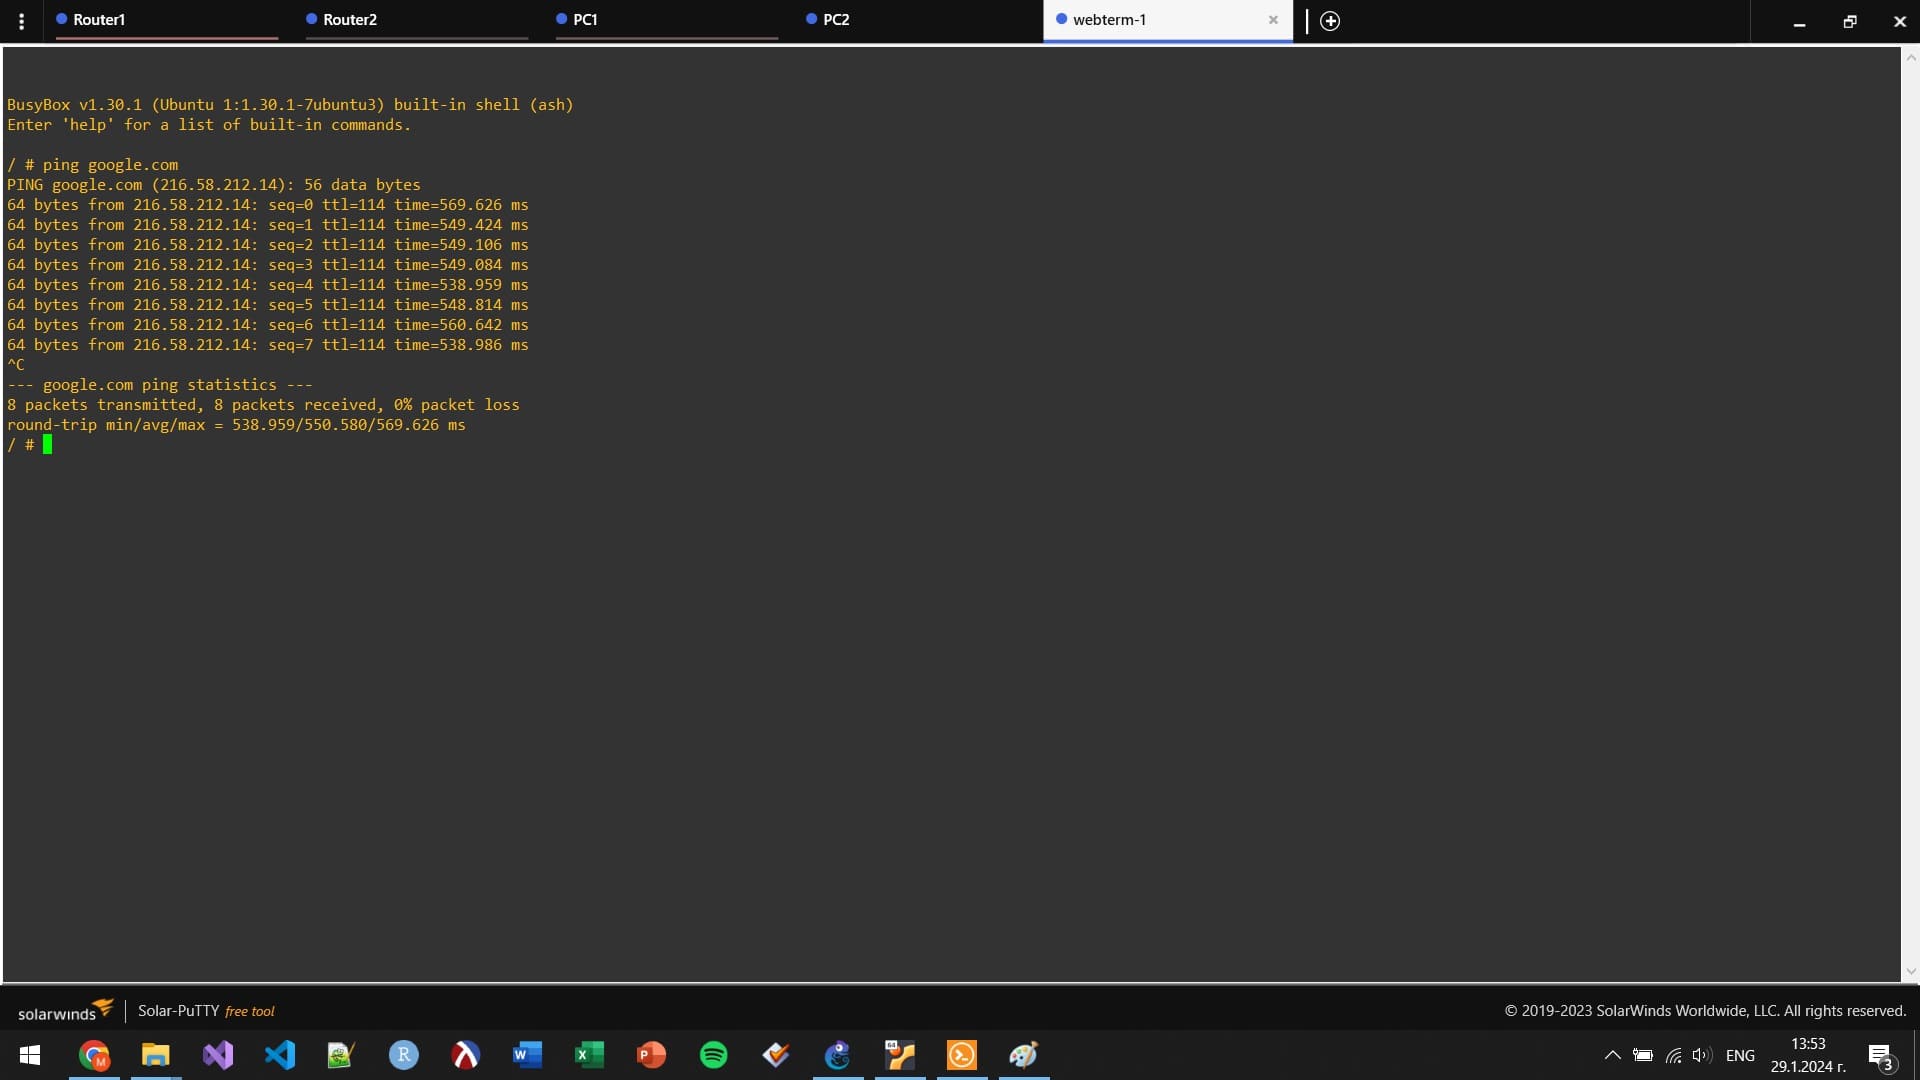 Router1
Router2
PC1
PC2
webterm-1
BusyBox v1.30.1 (Ubuntu 1:1.30.1-7ubuntu3) built-in shell (ash)
Enter 'help' for a list of built-in commands.
/ # ping google.com
PING google.com (216.58.212.14): 56 data bytes
64 bytes from 216.58.212.14: seq=0 ttl=114 time=569.626 ms
64 bytes from 216.58.212.14: seq=1 ttl=114 time=549.424 ms
64 bytes from 216.58.212.14: seq=2 ttl=114 time=549.106 ms
64 bytes from 216.58.212.14: seq=3 ttl=114 time=549.084 ms
64 bytes from 216.58.212.14: seq=4 ttl=114 time=538.959 ms
64 bytes from 216.58.212.14: seq=5 ttl=114 time=548.814 ms
64 bytes from 216.58.212.14: seq=6 ttl=114 time=560.642 ms
64 bytes from 216.58.212.14: seq=7 ttl=114 time=538.986 ms
^C
--- google.com ping statistics ---
8 packets transmitted, 8 packets received, 0% packet loss
round-trip min/avg/max = 538.959/550.580/569.626 ms
/ #
solarwinds
Solar-PuTTY free tool
© 2019-2023 SolarWinds Worldwide, LLC. All rights reserved.
M
R
W
X
P
64
ENG
13:53
29.1.2024 г.
3